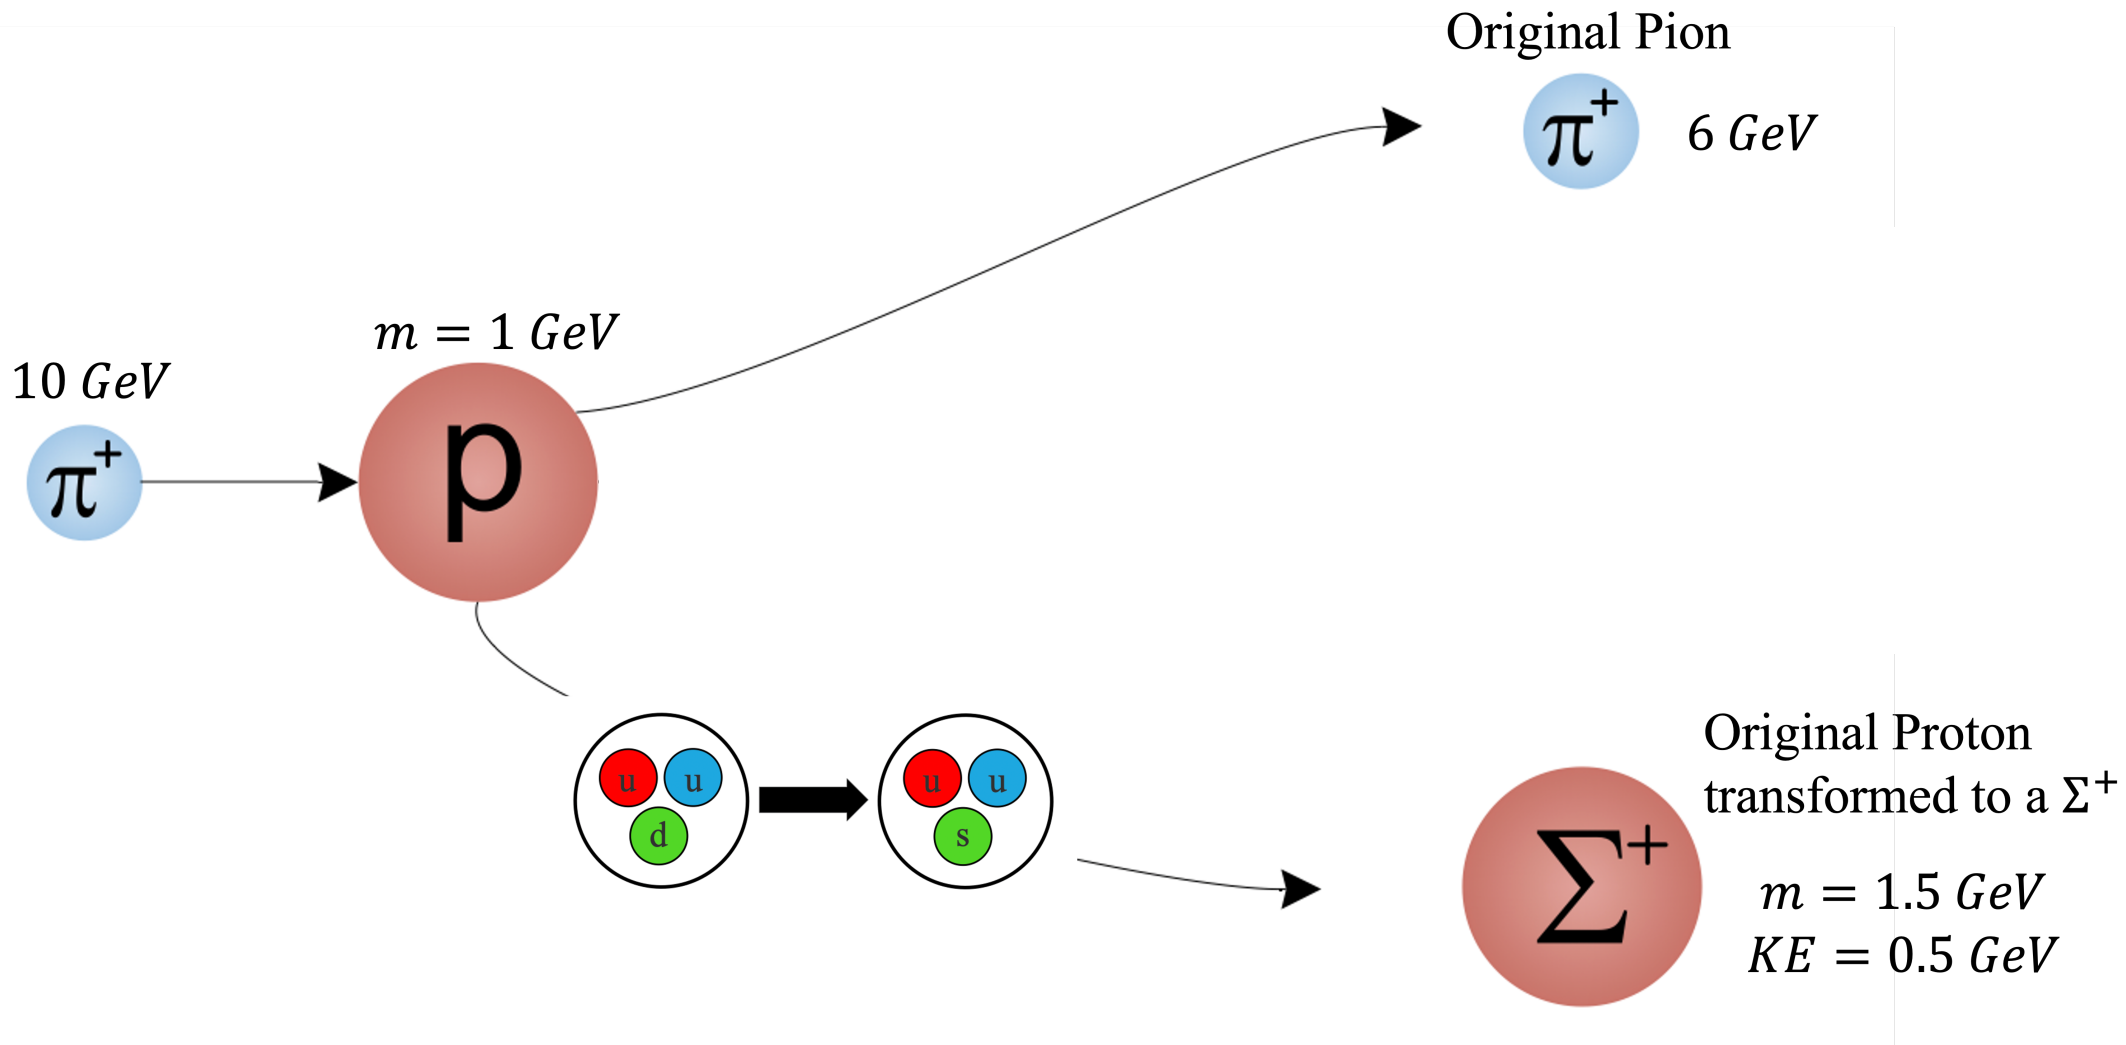 Original Pion
π⁺
6 GeV
m = 1 GeV
10 GeV
π⁺
p
u u
d
u u
s
Original Proton
transformed to a Σ⁺
Σ⁺
m = 1.5 GeV
KE = 0.5 GeV